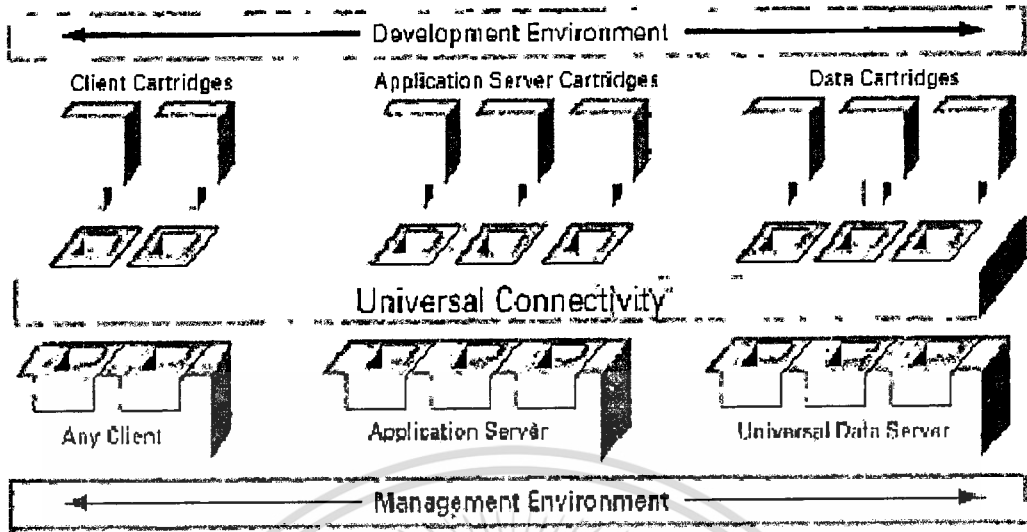 Development Environment
Client Cartridges
Application Server Cartridges
Data Cartridges
Universal Connectivity
Any Client
Application Server
Universal Data Server
Management Environment